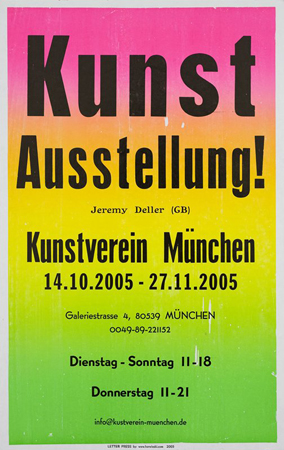 Kunst
Ausstellung!
Jeremy Deller (GB)
Kunstverein München
14.10.2005 - 27.11.2005
Galeriestrasse 4, 80539 MÜNCHEN
0049-89-221152
Dienstag - Sonntag 11-18
Donnerstag 11-21
info@kustverein-muenchen.de